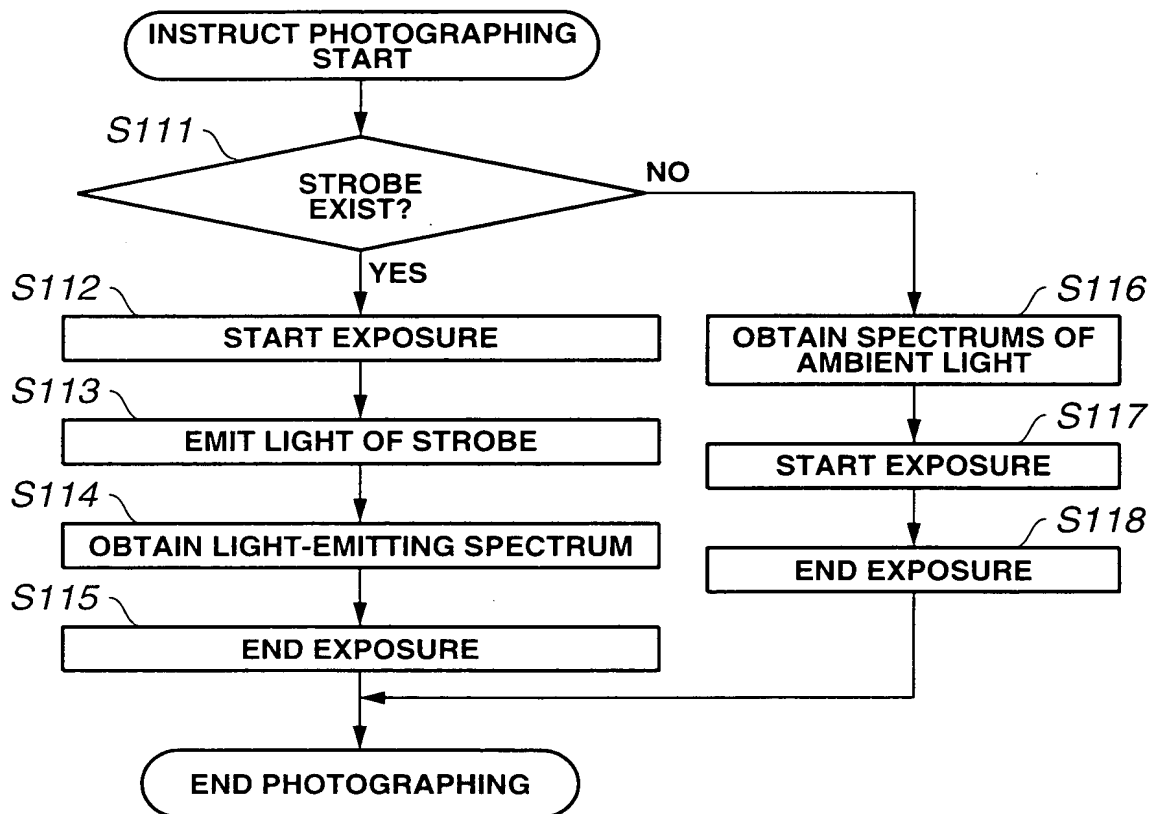 INSTRUCT PHOTOGRAPHING
START
S111
STROBE
EXIST?
NO
YES
S112
START EXPOSURE
S113
EMIT LIGHT OF STROBE
S114
OBTAIN LIGHT-EMITTING SPECTRUM
S115
END EXPOSURE
S116
OBTAIN SPECTRUMS OF
AMBIENT LIGHT
S117
START EXPOSURE
S118
END EXPOSURE
END PHOTOGRAPHING